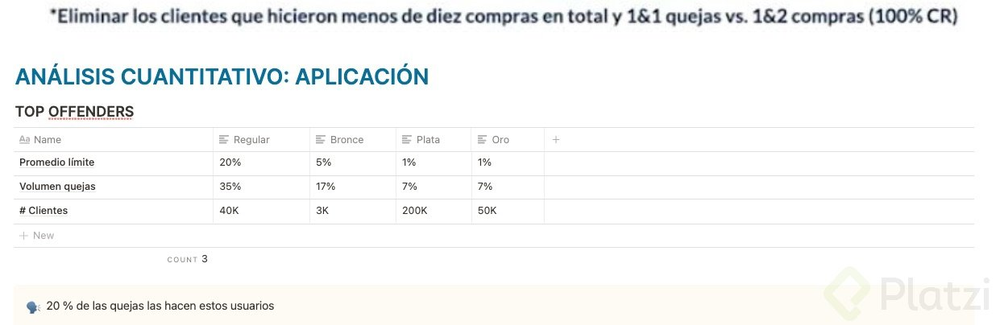 *Eliminar los clientes que hicieron menos de diez compras en total y 1&1 quejas vs. 1&2 compras (100% CR)
ANÁLISIS CUANTITATIVO: APLICACIÓN
TOP OFFENDERS
Aa Name Regular Bronce Plata Oro +
Promedio límite 20% 5% 1% 1%
Volumen quejas 35% 17% 7% 7%
# Clientes 40K 3K 200K 50K
+ New
COUNT 3
20 % de las quejas las hacen estos usuarios
Platzi